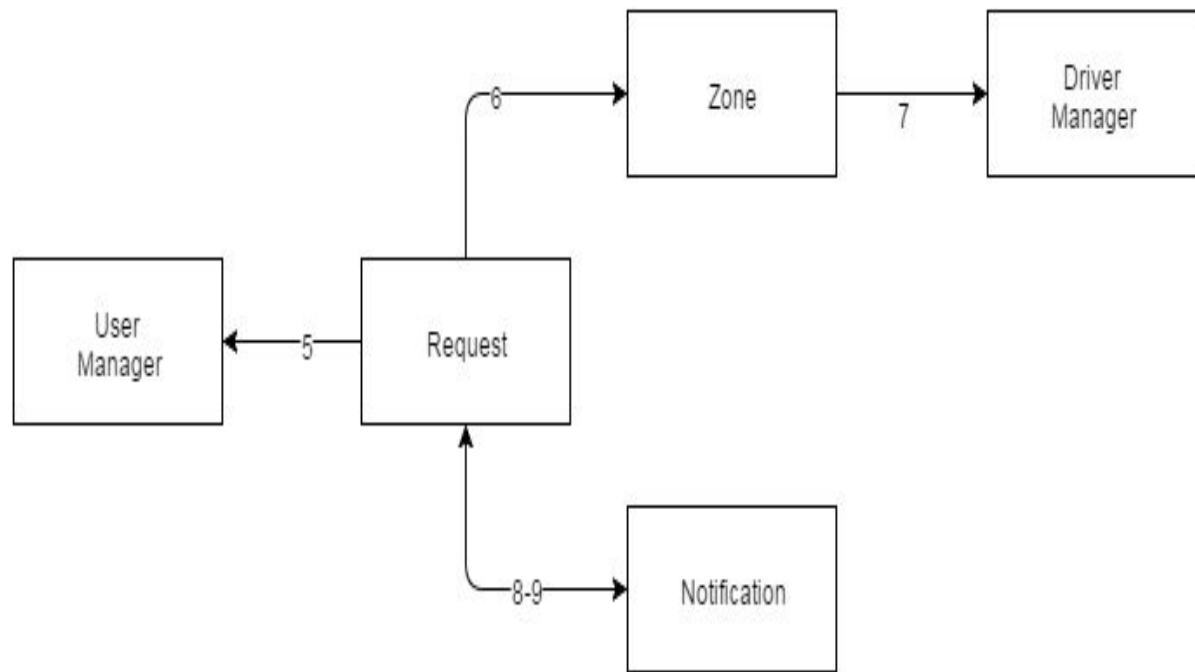 6
Zone
7
Driver
Manager
User
Manager
5
Request
8-9
Notification